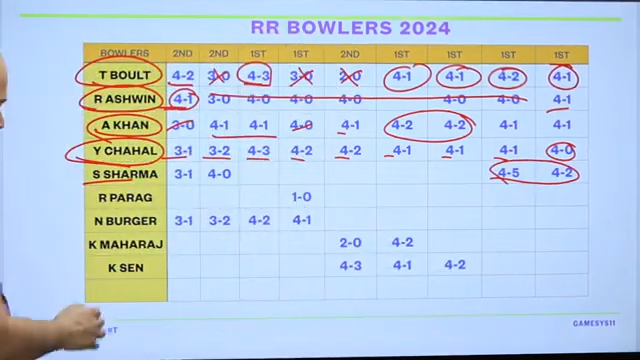 RR BOWLERS 2024
BOWLERS 2ND 2ND 1ST 1ST 2ND 1ST 1ST 1ST 1ST
T BOULT 4-2 3-0 4-3 3-0 2-0 4-1 4-1 4-2 4-1
R ASHWIN 4-1 3-0 4-0 4-0 4-0 4-0 4-0 4-1
A KHAN 3-0 4-1 4-1 4-0 4-1 4-2 4-2 4-1 4-1
Y CHAHAL 3-1 3-2 4-3 4-2 4-2 4-1 4-1 4-1 4-0
S SHARMA 3-1 4-0 4-5 4-2
R PARAG 1-0
N BURGER 3-1 3-2 4-2 4-1
K MAHARAJ 2-0 4-2
K SEN 4-3 4-1 4-2
GAMESYS11